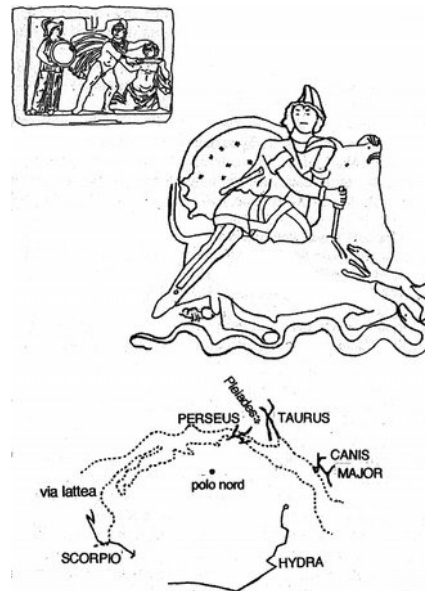 Pleiades
PERSEUS
TAURUS
CANIS
MAJOR
via lattea
polo nord
SCORPIO
HYDRA